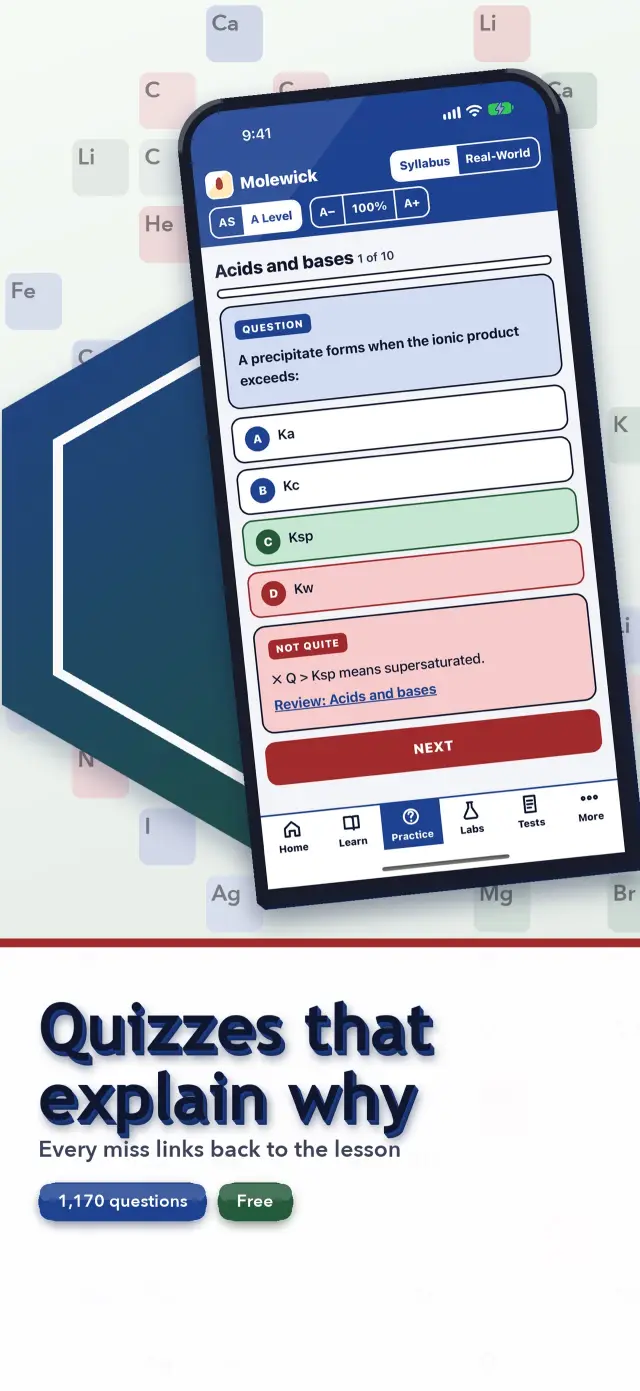 Ca
Li
C
C
Ca
Li
C
He
Fe
C
K
Li
N
I
Ag
Mg
Br
9:41
Molewick
Syllabus
Real-World
AS
A Level
A−
100%
A+
Acids and bases 1 of 10
QUESTION
A precipitate forms when the ionic product
exceeds:
A Ka
B Kc
C Ksp
D Kw
NOT QUITE
✕ Q > Ksp means supersaturated.
Review: Acids and bases
NEXT
Home
Learn
Practice
Labs
Tests
More
Quizzes that
explain why
Every miss links back to the lesson
1,170 questions
Free